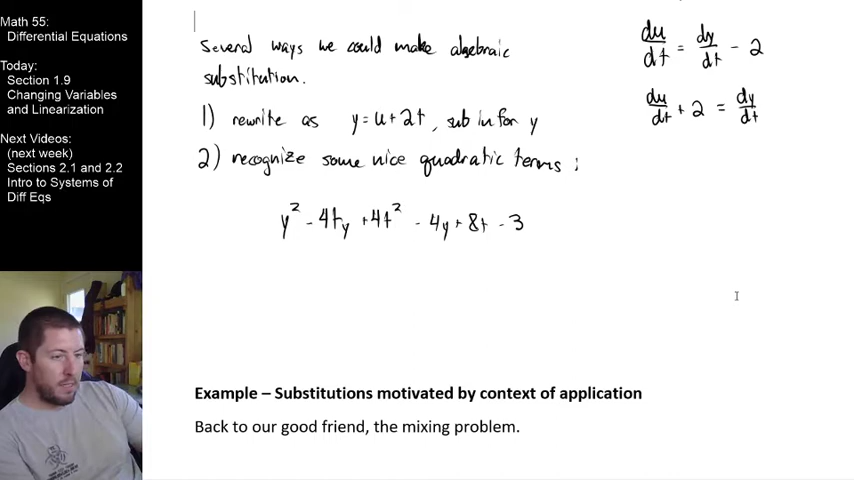 Math 55:
Differential Equations
Today:
Section 1.9
Changing Variables
and Linearization
Next Videos:
(next week)
Sections 2.1 and 2.2
Intro to Systems of
Diff Eqs
Several ways we could make algebraic
substitution.
1) rewrite as y = u + 2t, sub in for y
2) recognize some nice quadratic terms :
y² - 4ty + 4t² - 4y + 8t - 3
du/dt = dy/dt - 2
du/dt + 2 = dy/dt
Example – Substitutions motivated by context of application
Back to our good friend, the mixing problem.